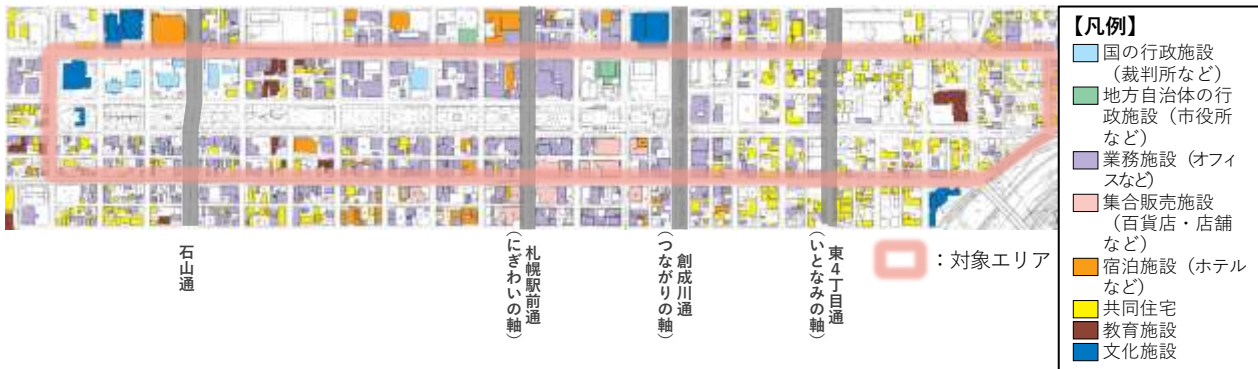 【凡例】
国の行政施設
（裁判所など）
地方自治体の行
政施設（市役所
など）
業務施設（オフィ
スなど）
集合販売施設
（百貨店・店舗
など）
宿泊施設（ホテル
など）
共同住宅
教育施設
文化施設
石山通
札幌駅前通
（にぎわいの軸）
創成川通
（つながりの軸）
東４丁目通
（いとなみの軸）
：対象エリア